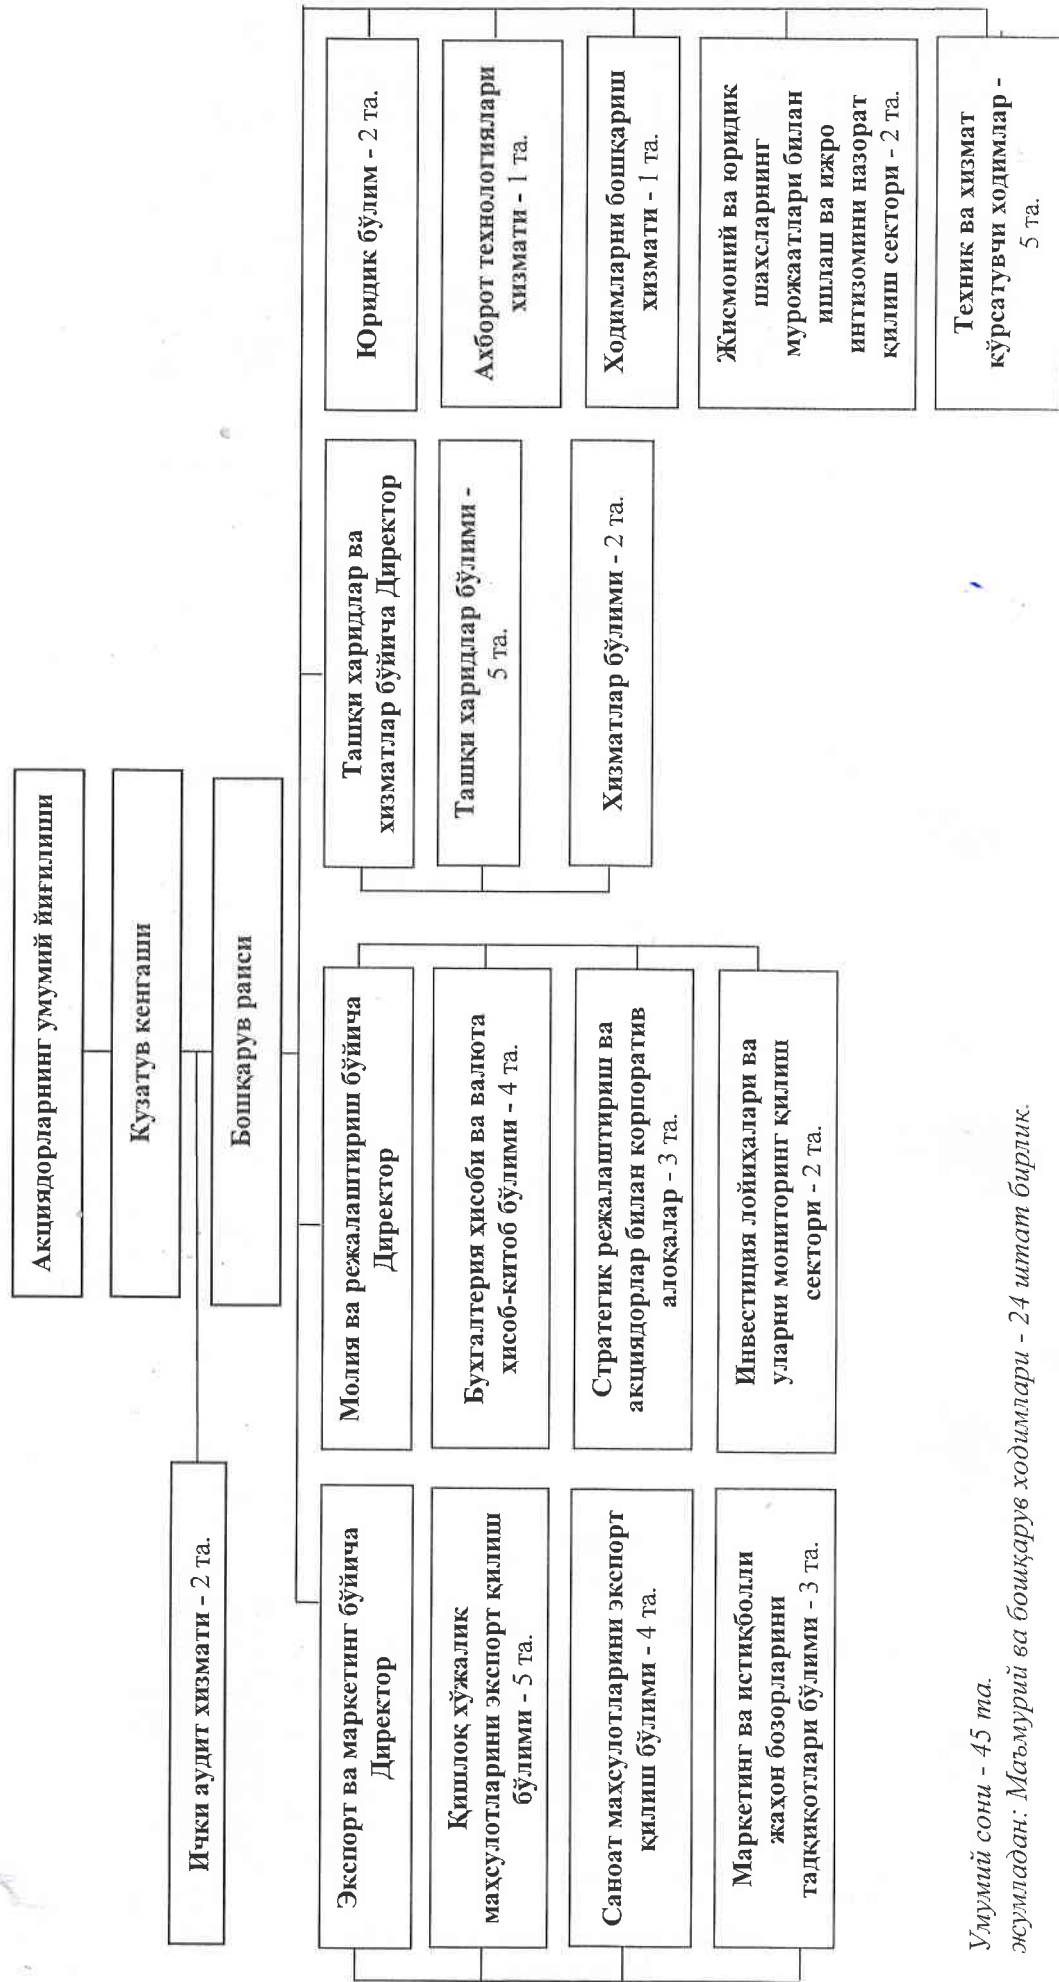 Акциядорларнинг умумий йиғилиши
Кузатув кенгаши
Ички аудит хизмати - 2 та.
Бошқарув раиси
Экспорт ва маркетинг бўйича
Директор
Қишлоқ хўжалик
маҳсулотларини экспорт қилиш
бўлими - 5 та.
Саноат маҳсулотларини экспорт
қилиш бўлими - 4 та.
Маркетинг ва истиқболли
жаҳон бозорларини
тадқиқотлари бўлими - 3 та.
Молия ва режалаштириш бўйича
Директор
Бухгалтерия ҳисоби ва валюта
ҳисоб-китоб бўлими - 4 та.
Стратегик режалаштириш ва
акциядорлар билан корпоратив
алоқалар - 3 та.
Инвестиция лойиҳалари ва
уларни мониторинг қилиш
сектори - 2 та.
Ташқи харидлар ва
хизматлар бўйича Директор
Ташқи харидлар бўлими -
5 та.
Хизматлар бўлими - 2 та.
Юридик бўлим - 2 та.
Ахборот технологиялари
хизмати - 1 та.
Ходимларни бошқариш
хизмати - 1 та.
Жисмоний ва юридик
шахсларнинг
мурожаатлари билан
ишлаш ва ижро
интизомини назорат
қилиш сектори - 2 та.
Техник ва хизмат
кўрсатувчи ходимлар -
5 та.
Умумий сони - 45 та.
жумладан: Маъмурий ва бошқарув ходимлари - 24 штат бирлик.